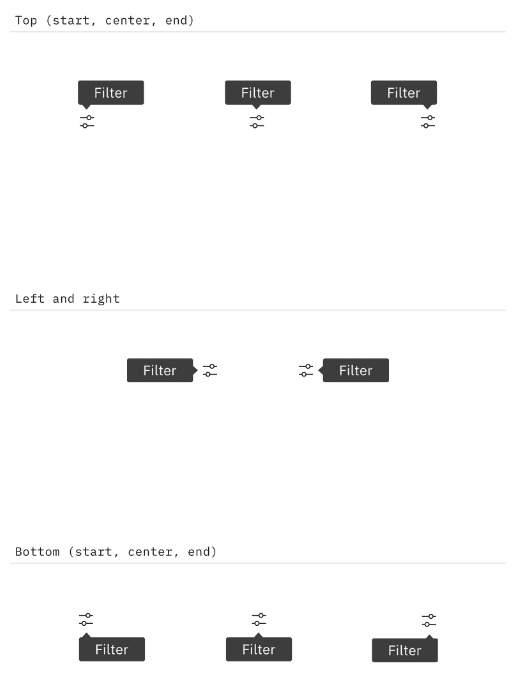 Top (start, center, end)
Filter Filter Filter
Left and right
Filter Filter
Bottom (start, center, end)
Filter Filter Filter